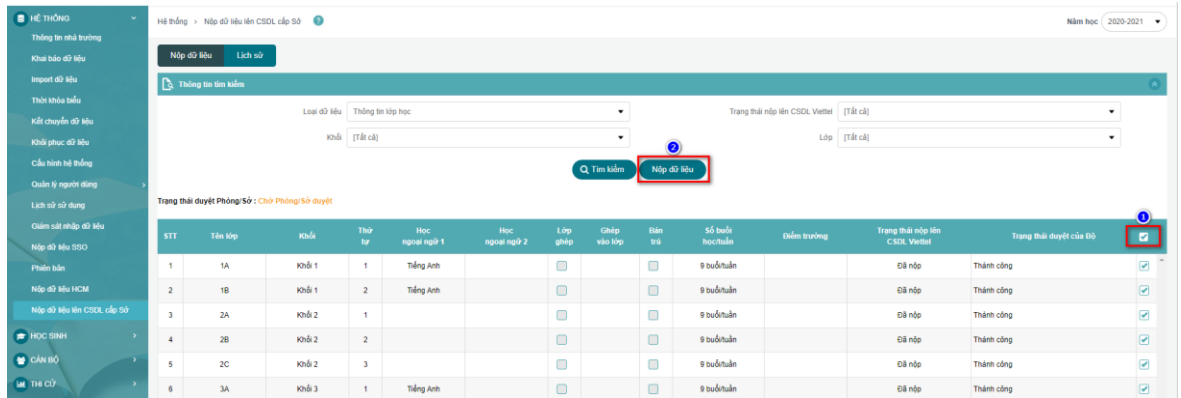 HỆ THỐNG
Thông tin nhà trường
Khai báo dữ liệu
Import dữ liệu
Thời khóa biểu
Kết chuyển dữ liệu
Khôi phục dữ liệu
Cấu hình hệ thống
Quản lý người dùng
Lịch sử sử dụng
Giám sát nhập dữ liệu
Nộp dữ liệu SSO
Phiên bản
Nộp dữ liệu HCM
Nộp dữ liệu lên CSDL cấp Sở
HỌC SINH
CÁN BỘ
THI CỬ
Hệ thống > Nộp dữ liệu lên CSDL cấp Sở ?
Năm học 2020-2021
Nộp dữ liệu Lịch sử
Thông tin tìm kiếm
Loại dữ liệu Thông tin lớp học Trạng thái nộp lên CSDL Viettel [Tất cả]
Khối [Tất cả] Lớp [Tất cả]
2
Tìm kiếm Nộp dữ liệu
Trạng thái duyệt Phòng/Sở : Chờ Phòng/Sở duyệt
1
STT Tên lớp Khối Thứ tự Học ngoại ngữ 1 Học ngoại ngữ 2 Lớp ghép Ghép vào lớp Bán trú Số buổi học/tuần Điểm trường Trạng thái nộp lên CSDL Viettel Trạng thái duyệt của Bộ
1 1A Khối 1 1 Tiếng Anh 9 buổi/tuần Đã nộp Thành công
2 1B Khối 1 2 Tiếng Anh 9 buổi/tuần Đã nộp Thành công
3 2A Khối 2 1 9 buổi/tuần Đã nộp Thành công
4 2B Khối 2 2 9 buổi/tuần Đã nộp Thành công
5 2C Khối 2 3 9 buổi/tuần Đã nộp Thành công
6 3A Khối 3 1 Tiếng Anh 9 buổi/tuần Đã nộp Thành công